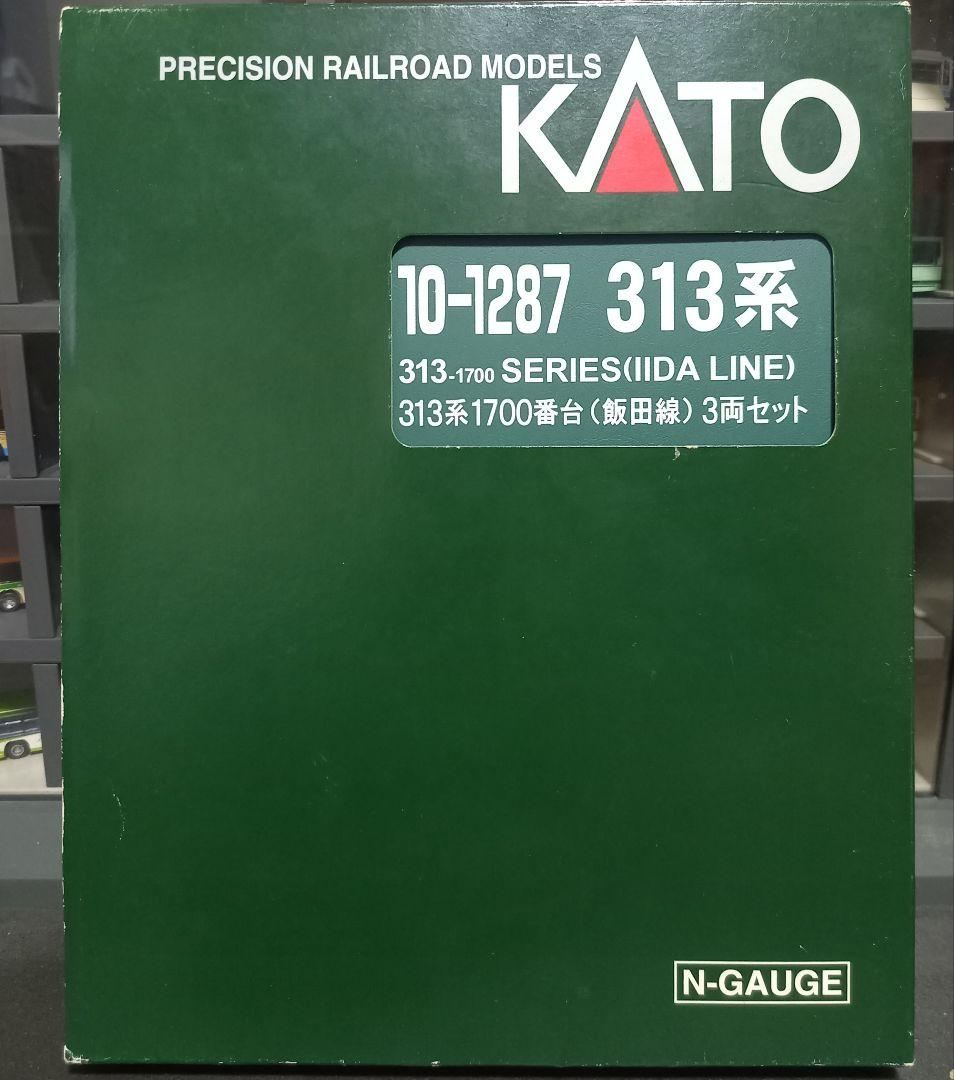 PRECISION RAILROAD MODELS
KATO
10-1287 313系
313-1700 SERIES(IIDA LINE)
313系1700番台(飯田線)3両セット
N-GAUGE